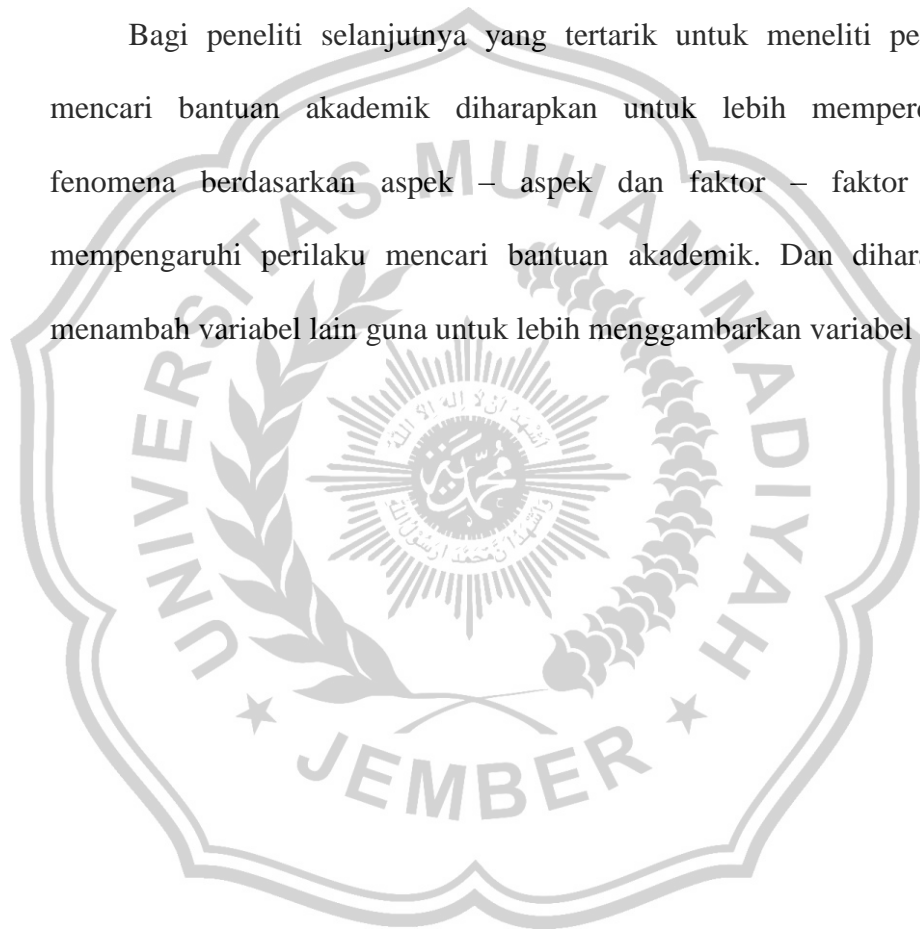 Bagi peneliti selanjutnya yang tertarik untuk meneliti pe
mencari bantuan akademik diharapkan untuk lebih memper
fenomena berdasarkan aspek – aspek dan faktor – faktor
mempengaruhi perilaku mencari bantuan akademik. Dan dihara
menambah variabel lain guna untuk lebih menggambarkan variabel
UNIVERSITAS MUHAMMADIYAH
JEMBER